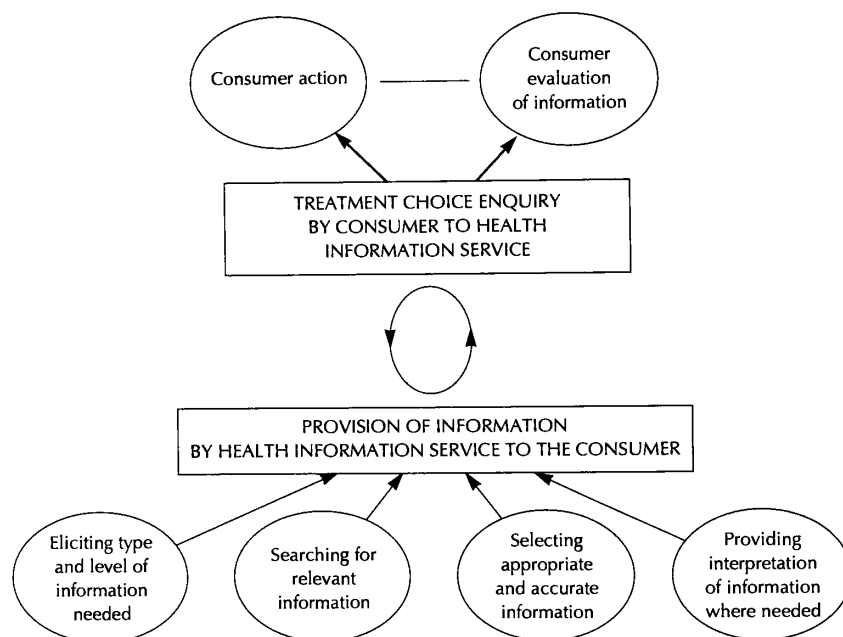 Consumer action
Consumer
evaluation
of information
TREATMENT CHOICE ENQUIRY
BY CONSUMER TO HEALTH
INFORMATION SERVICE
PROVISION OF INFORMATION
BY HEALTH INFORMATION SERVICE TO THE CONSUMER
Eliciting type
and level of
information
needed
Searching for
relevant
information
Selecting
appropriate
and accurate
information
Providing
interpretation
of information
where needed